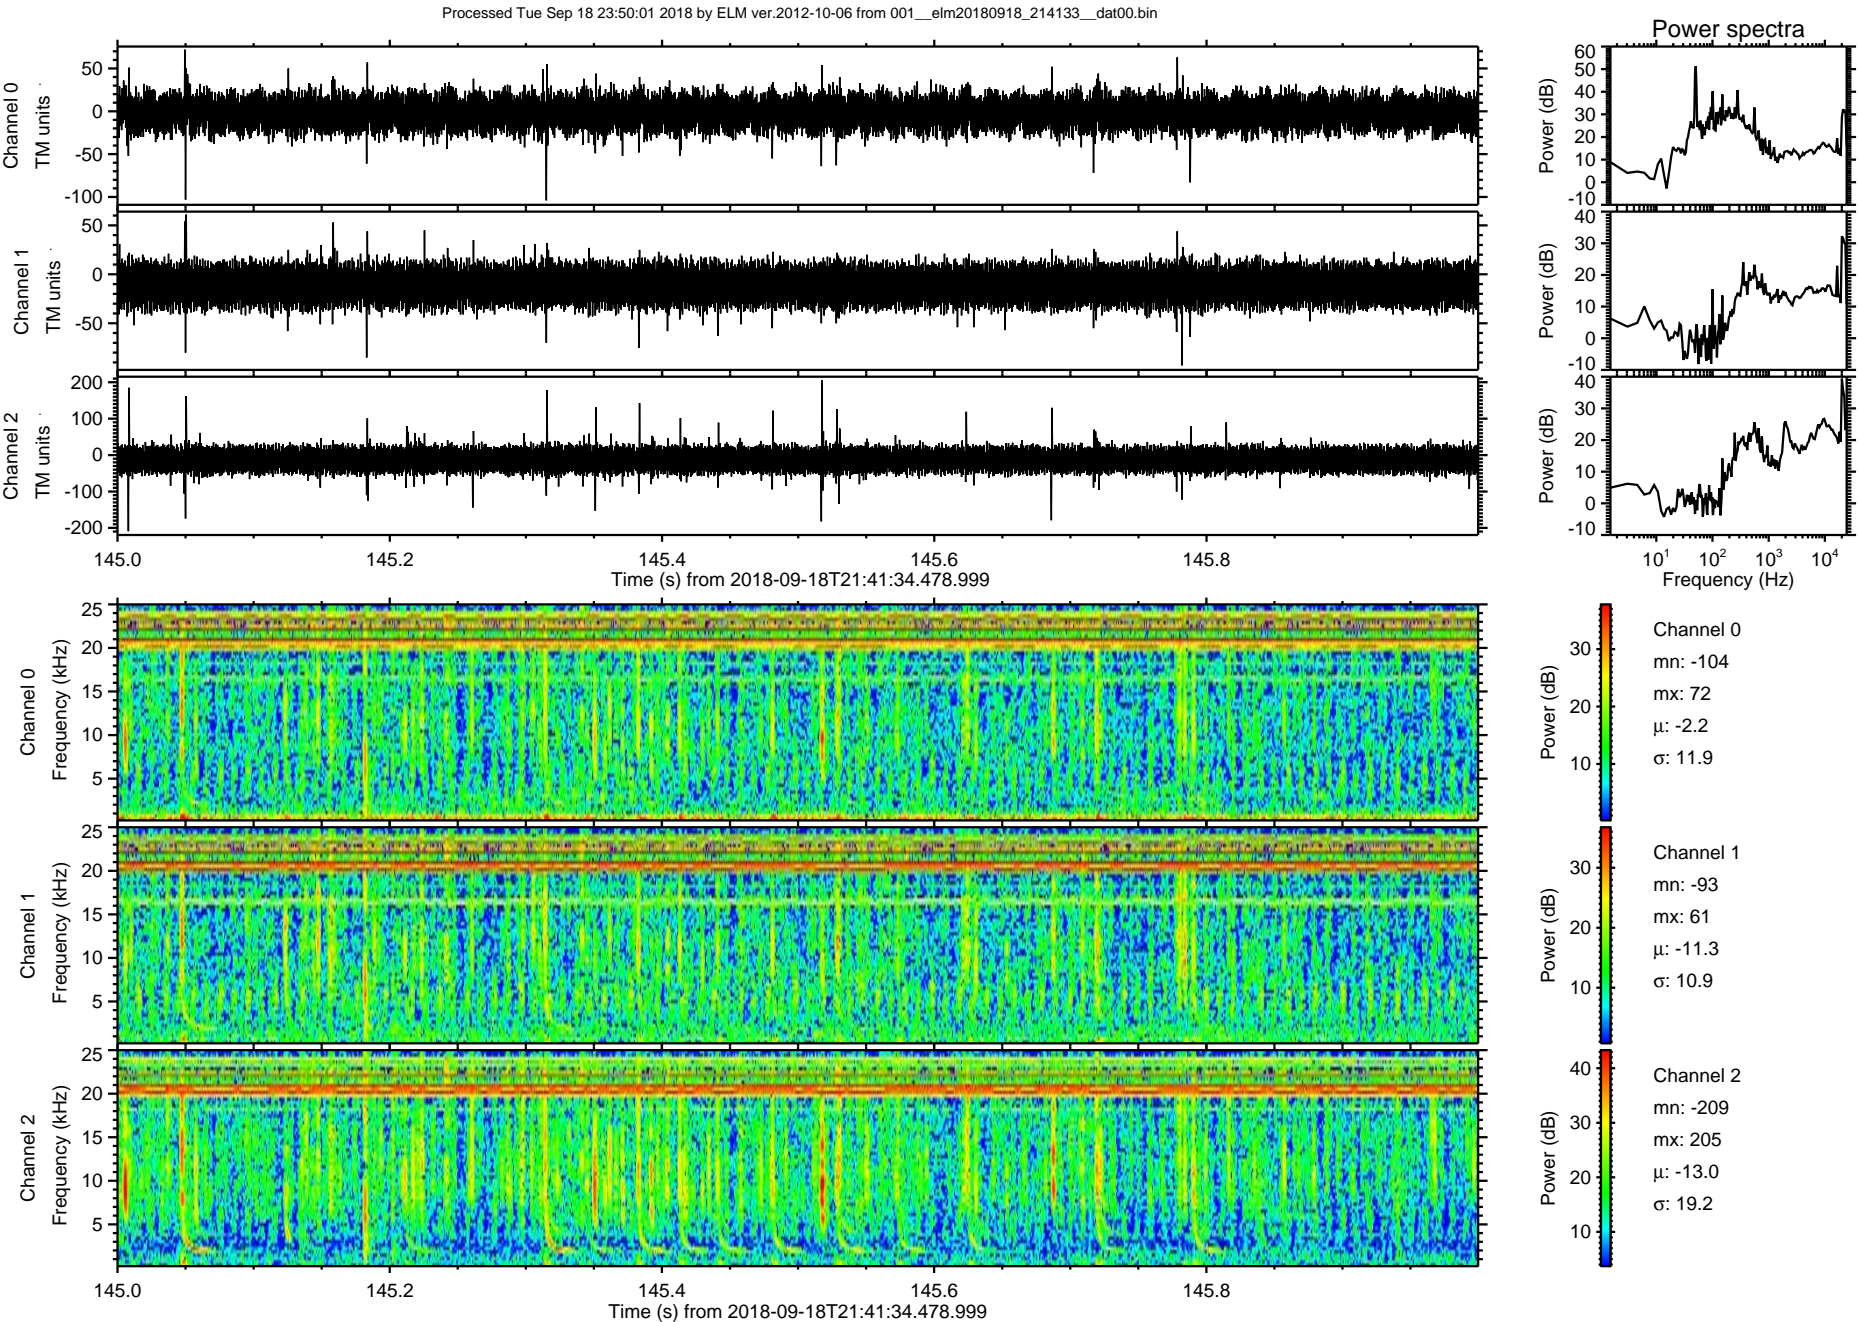 Processed Tue Sep 18 23:50:01 2018 by ELM ver.2012-10-06 from 001__elm20180918_214133__dat00.bin
Power spectra
Channel 0
TM units
50
0
-50
-100
Power (dB)
60
50
40
30
20
10
0
-10
Channel 1
TM units
50
0
-50
Power (dB)
40
30
20
10
0
-10
Channel 2
TM units
200
100
0
-100
-200
Power (dB)
40
30
20
10
0
-10
145.0 145.2 145.4 145.6 145.8
Time (s) from 2018-09-18T21:41:34.478.999
10¹ 10² 10³ 10⁴
Frequency (Hz)
Channel 0
Frequency (kHz)
25
20
15
10
5
Power (dB)
30
20
10
Channel 0
mn: -104
mx: 72
μ: -2.2
σ: 11.9
Channel 1
Frequency (kHz)
25
20
15
10
5
Power (dB)
30
20
10
Channel 1
mn: -93
mx: 61
μ: -11.3
σ: 10.9
Channel 2
Frequency (kHz)
25
20
15
10
5
Power (dB)
40
30
20
10
Channel 2
mn: -209
mx: 205
μ: -13.0
σ: 19.2
145.0 145.2 145.4 145.6 145.8
Time (s) from 2018-09-18T21:41:34.478.999